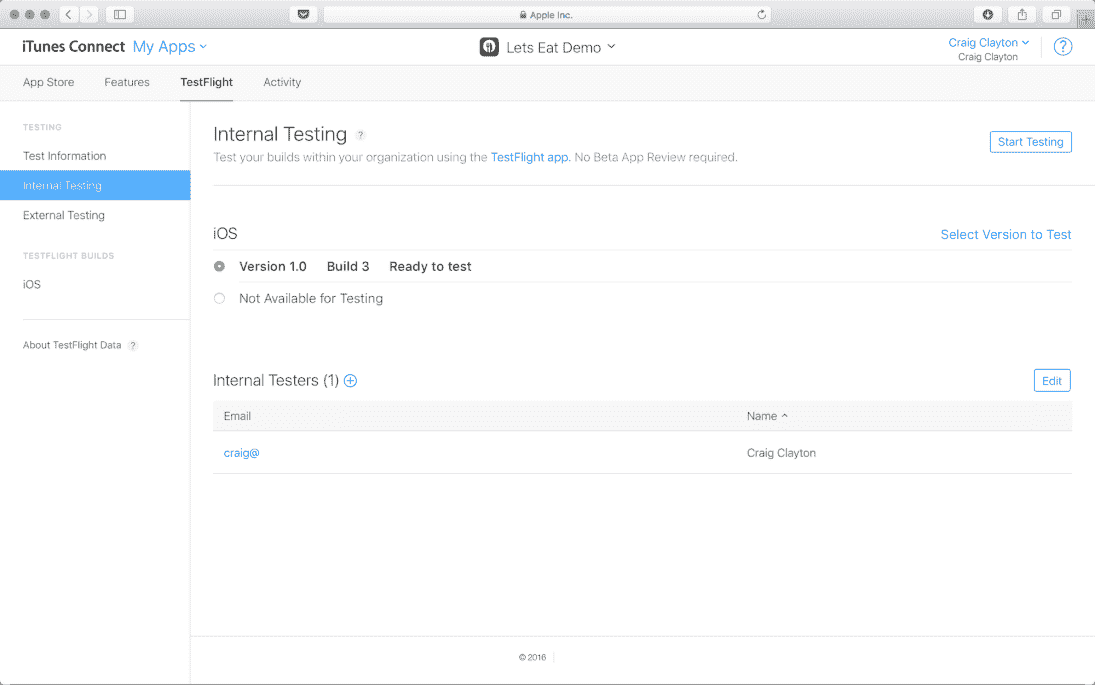 Apple Inc.
iTunes Connect My Apps
Lets Eat Demo
Craig Clayton
Craig Clayton
?
App Store Features TestFlight Activity
TESTING
Test Information
Internal Testing
External Testing
TESTFLIGHT BUILDS
iOS
About TestFlight Data ?
Internal Testing ?
Start Testing
Test your builds within your organization using the TestFlight app. No Beta App Review required.
iOS
Select Version to Test
Version 1.0 Build 3 Ready to test
Not Available for Testing
Internal Testers (1)
Edit
Email Name
craig@ Craig Clayton
© 2016